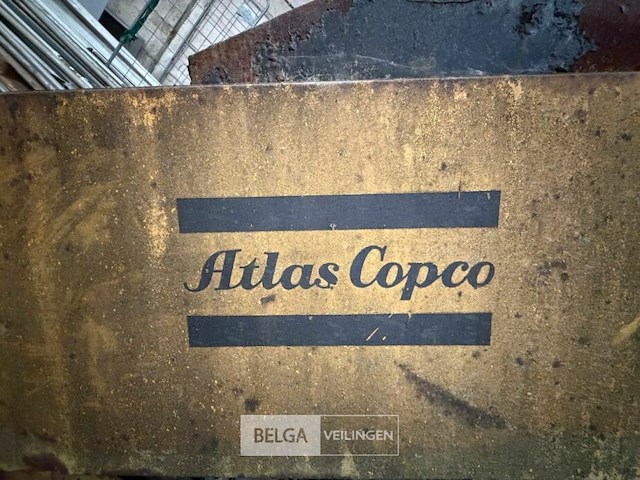 Atlas Copco
BELGA VEILINGEN